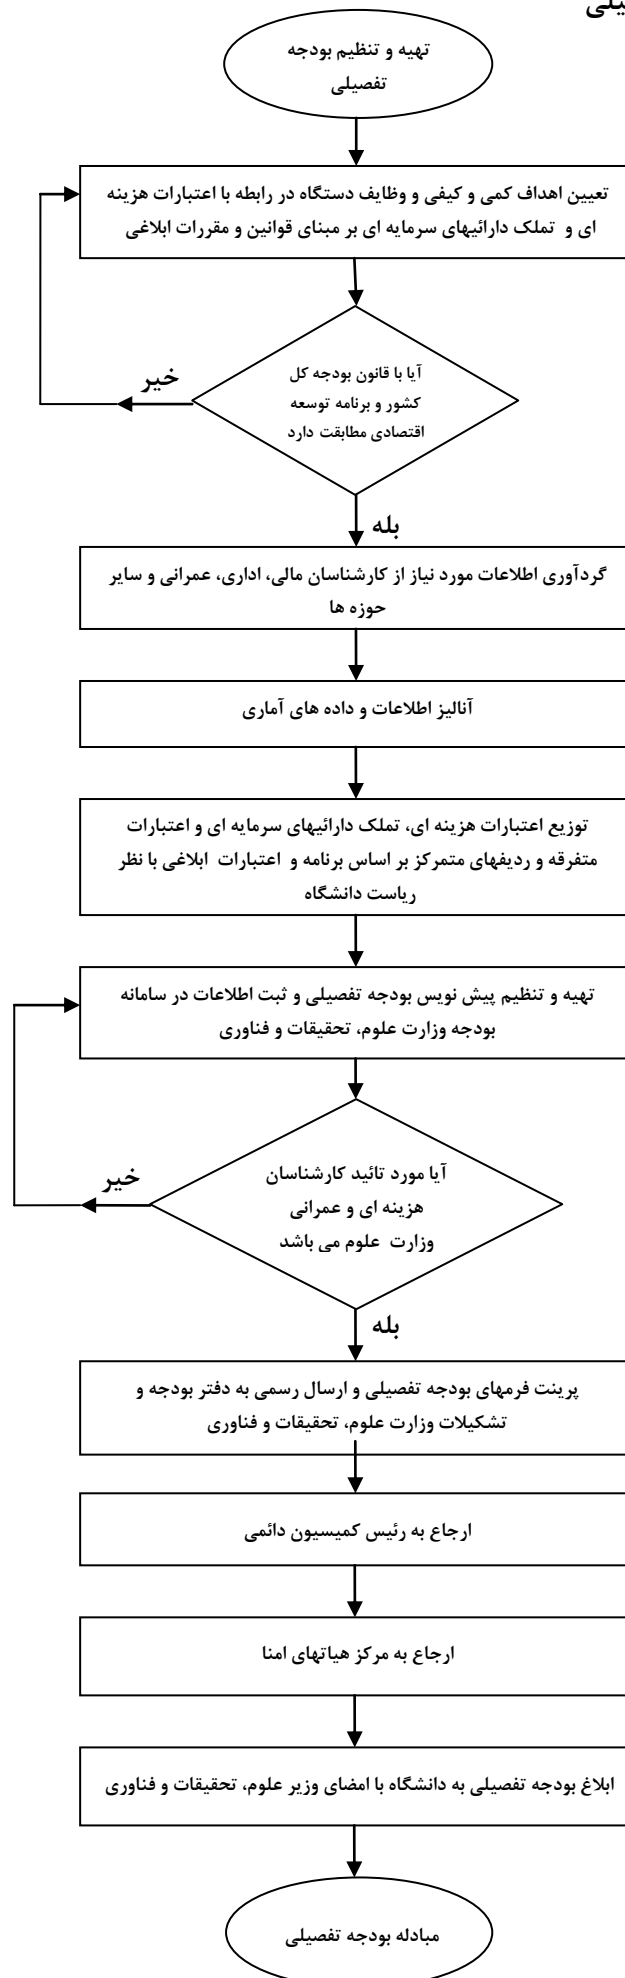 تهیه و تنظیم بودجه
تفصیلی
تعیین اهداف کمی و کیفی و وظایف دستگاه در رابطه با اعتبارات هزینه
ای و تملک دارائیهای سرمایه ای بر مبنای قوانین و مقررات ابلاغی
آیا با قانون بودجه کل
کشور و برنامه توسعه
اقتصادی مطابقت دارد
خیر
بله
گردآوری اطلاعات مورد نیاز از کارشناسان مالی، اداری، عمرانی و سایر
حوزه ها
آنالیز اطلاعات و داده های آماری
توزیع اعتبارات هزینه ای، تملک دارائیهای سرمایه ای و اعتبارات
متفرقه و ردیفهای متمرکز بر اساس برنامه و اعتبارات ابلاغی با نظر
ریاست دانشگاه
تهیه و تنظیم پیش نویس بودجه تفصیلی و ثبت اطلاعات در سامانه
بودجه وزارت علوم، تحقیقات و فناوری
آیا مورد تائید کارشناسان
هزینه ای و عمرانی
وزارت علوم می باشد
خیر
بله
پرینت فرمهای بودجه تفصیلی و ارسال رسمی به دفتر بودجه و
تشکیلات وزارت علوم، تحقیقات و فناوری
ارجاع به رئیس کمیسیون دائمی
ارجاع به مرکز هیاتهای امنا
ابلاغ بودجه تفصیلی به دانشگاه با امضای وزیر علوم، تحقیقات و فناوری
مبادله بودجه تفصیلی